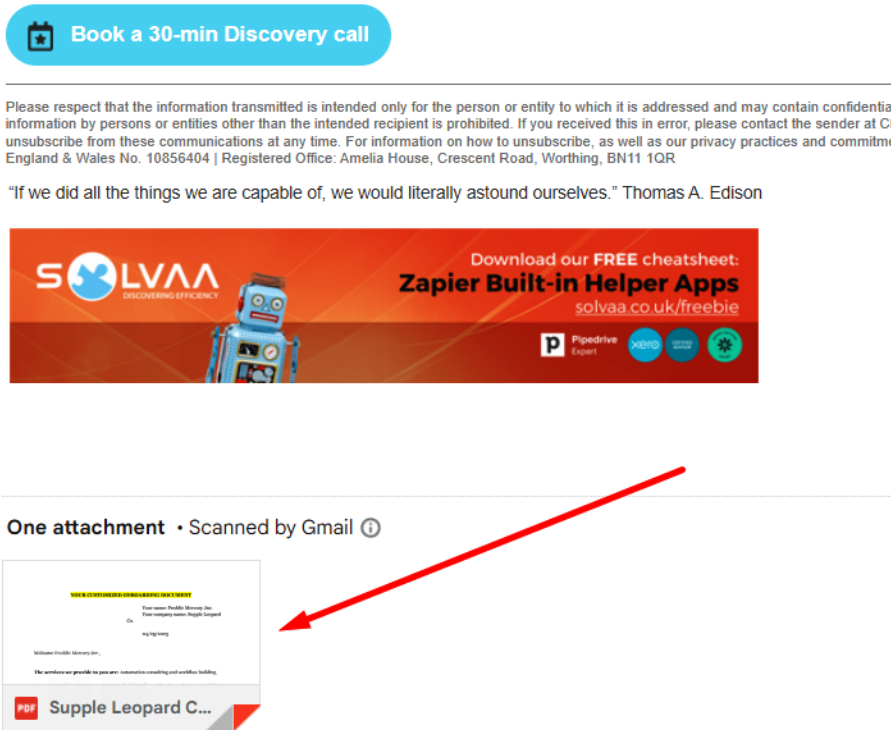 Book a 30-min Discovery call
Please respect that the information transmitted is intended only for the person or entity to which it is addressed and may contain confidentia
information by persons or entities other than the intended recipient is prohibited. If you received this in error, please contact the sender at Cl
unsubscribe from these communications at any time. For information on how to unsubscribe, as well as our privacy practices and commitme
England & Wales No. 10856404 | Registered Office: Amelia House, Crescent Road, Worthing, BN11 1QR
“If we did all the things we are capable of, we would literally astound ourselves.” Thomas A. Edison
SOLVAA
DISCOVERING EFFICIENCY
Download our FREE cheatsheet:
Zapier Built-in Helper Apps
solvaa.co.uk/freebie
P Pipedrive
Expert
xero
One attachment • Scanned by Gmail
YOUR CUSTOMIZED ONBOARDING DOCUMENT
Your name: Freddie Mercury Jnr.
Your company name: Supple Leopard
Co.
Welcome Freddie Mercury Jnr.,
The services we provide to you are: Automation consulting and workflow building
PDF Supple Leopard C...